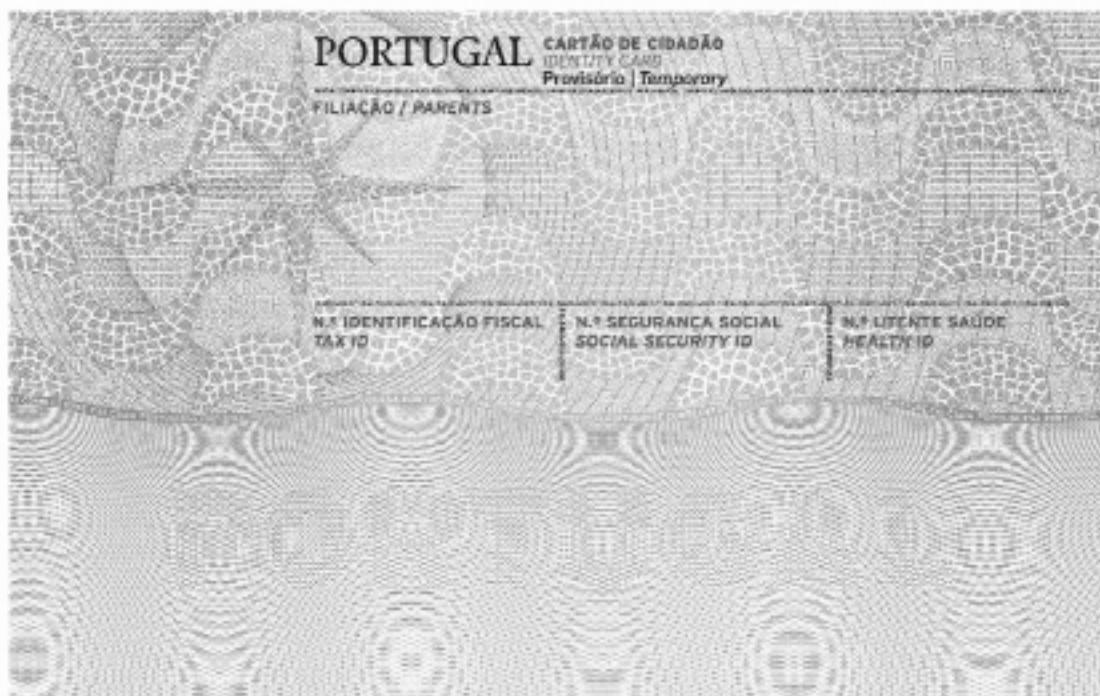 PORTUGAL
CARTÃO DE CIDADÃO
IDENTITY CARD
Provisório | Temporary
FILIAÇÃO / PARENTS
N.º IDENTIFICAÇÃO FISCAL
TAX ID
N.º SEGURANÇA SOCIAL
SOCIAL SECURITY ID
N.º UTENTE SAÚDE
HEALTH ID